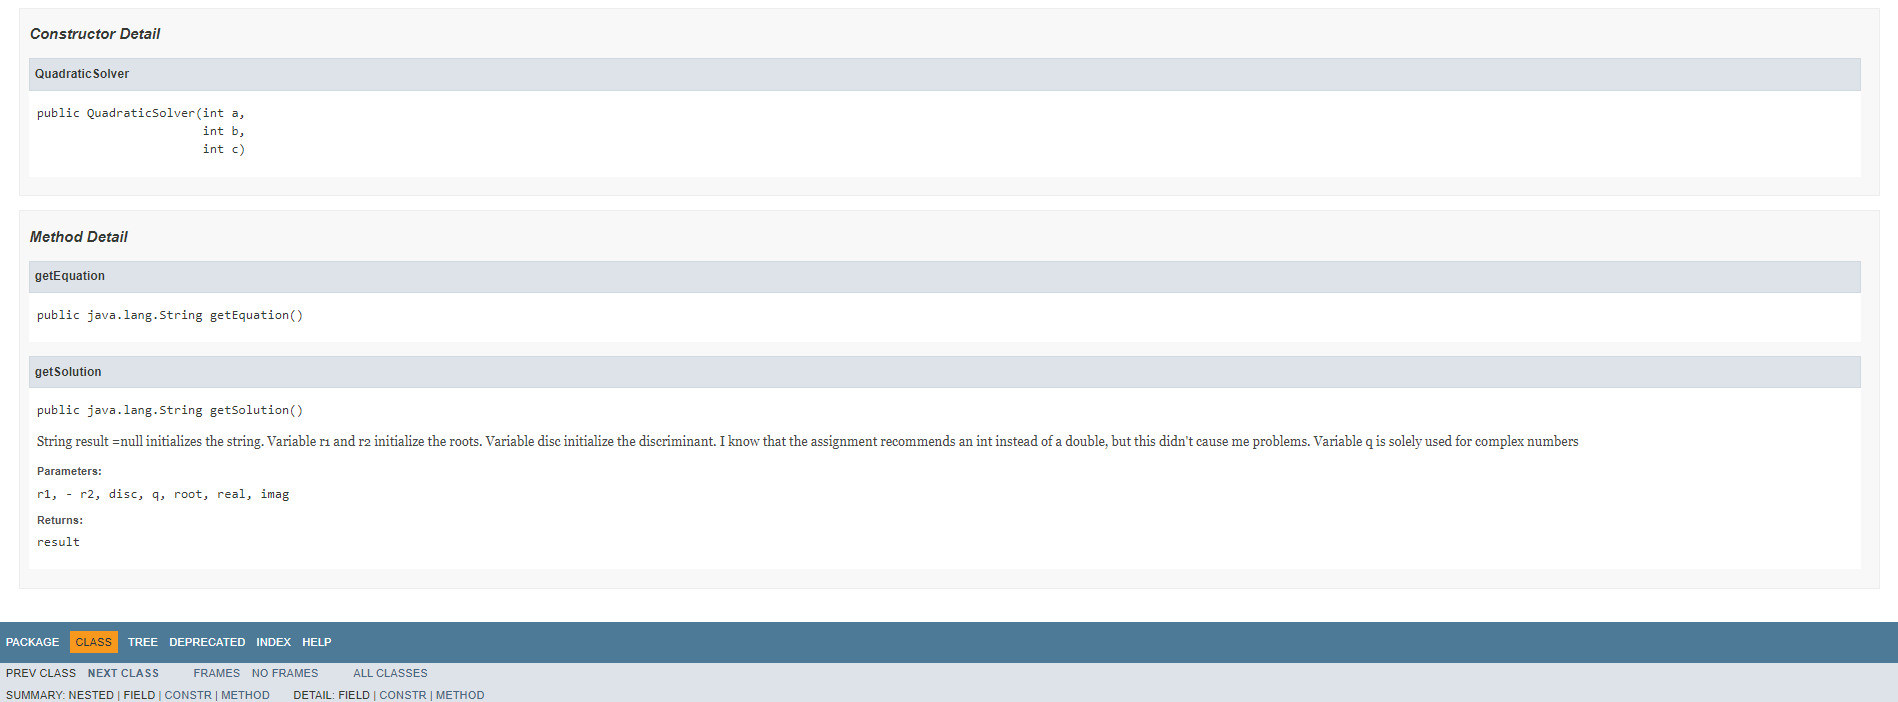 Constructor Detail
QuadraticSolver
public QuadraticSolver(int a,
int b,
int c)
Method Detail
getEquation
public java.lang.String getEquation()
getSolution
public java.lang.String getSolution()
String result =null initializes the string. Variable r1 and r2 initialize the roots. Variable disc initialize the discriminant. I know that the assignment recommends an int instead of a double, but this didn't cause me problems. Variable q is solely used for complex numbers
Parameters:
r1, - r2, disc, q, root, real, imag
Returns:
result
PACKAGE CLASS TREE DEPRECATED INDEX HELP
PREV CLASS NEXT CLASS FRAMES NO FRAMES ALL CLASSES
SUMMARY: NESTED | FIELD | CONSTR | METHOD DETAIL: FIELD | CONSTR | METHOD